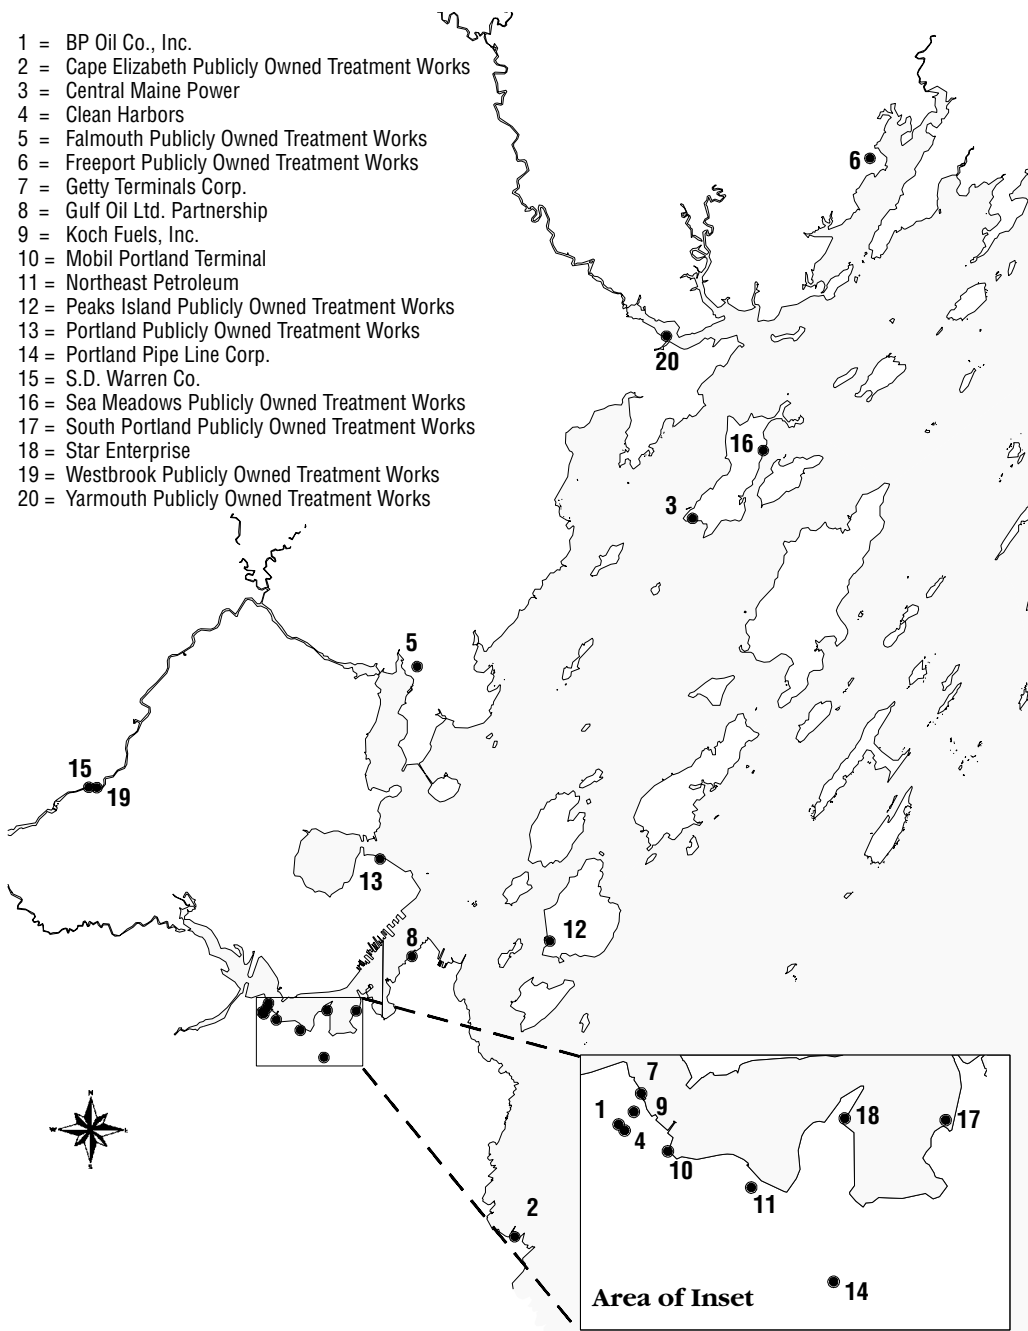 1 = BP Oil Co., Inc.
2 = Cape Elizabeth Publicly Owned Treatment Works
3 = Central Maine Power
4 = Clean Harbors
5 = Falmouth Publicly Owned Treatment Works
6 = Freeport Publicly Owned Treatment Works
7 = Getty Terminals Corp.
8 = Gulf Oil Ltd. Partnership
9 = Koch Fuels, Inc.
10 = Mobil Portland Terminal
11 = Northeast Petroleum
12 = Peaks Island Publicly Owned Treatment Works
13 = Portland Publicly Owned Treatment Works
14 = Portland Pipe Line Corp.
15 = S.D. Warren Co.
16 = Sea Meadows Publicly Owned Treatment Works
17 = South Portland Publicly Owned Treatment Works
18 = Star Enterprise
19 = Westbrook Publicly Owned Treatment Works
20 = Yarmouth Publicly Owned Treatment Works
6
20
16
3
5
15
19
13
12
8
2
N
W
E
S
7
9
1
4
10
11
18
17
14
Area of Inset